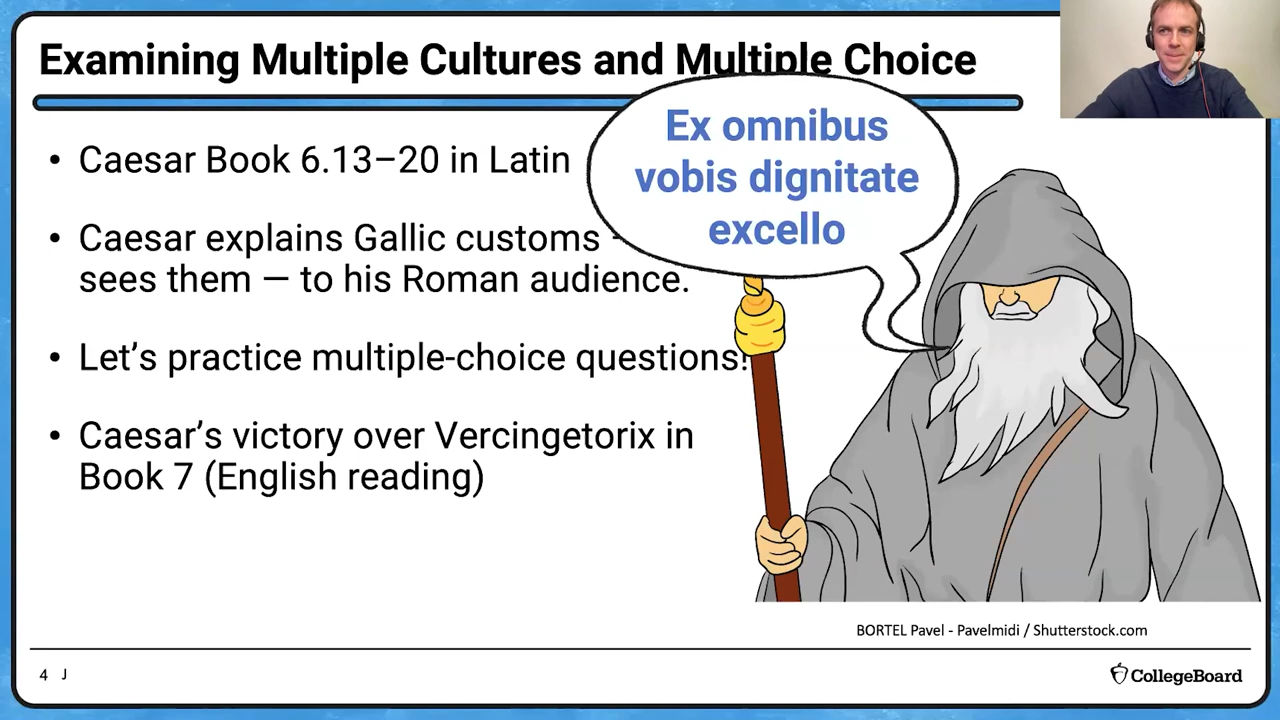 Examining Multiple Cultures and Multiple Choice
Ex omnibus
vobis dignitate
excello
• Caesar Book 6.13–20 in Latin
• Caesar explains Gallic customs
sees them — to his Roman audience.
• Let's practice multiple-choice questions!
• Caesar's victory over Vercingetorix in
Book 7 (English reading)
BORTEL Pavel - Pavelmidi / Shutterstock.com
4 J
CollegeBoard